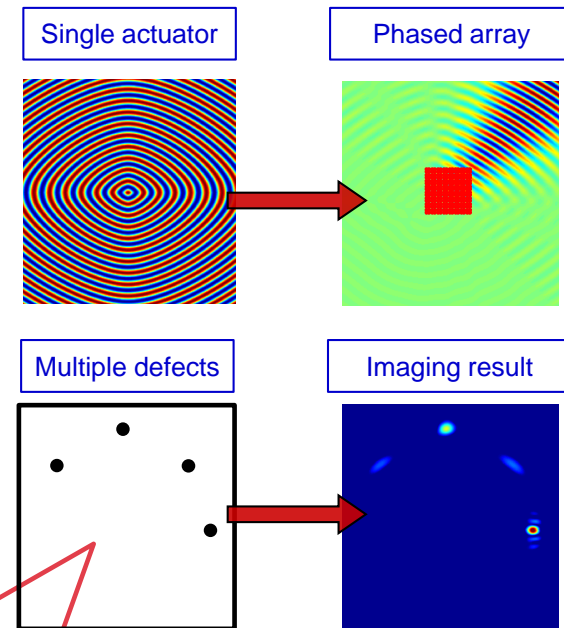 Single actuator
Phased array
Multiple defects
Imaging result